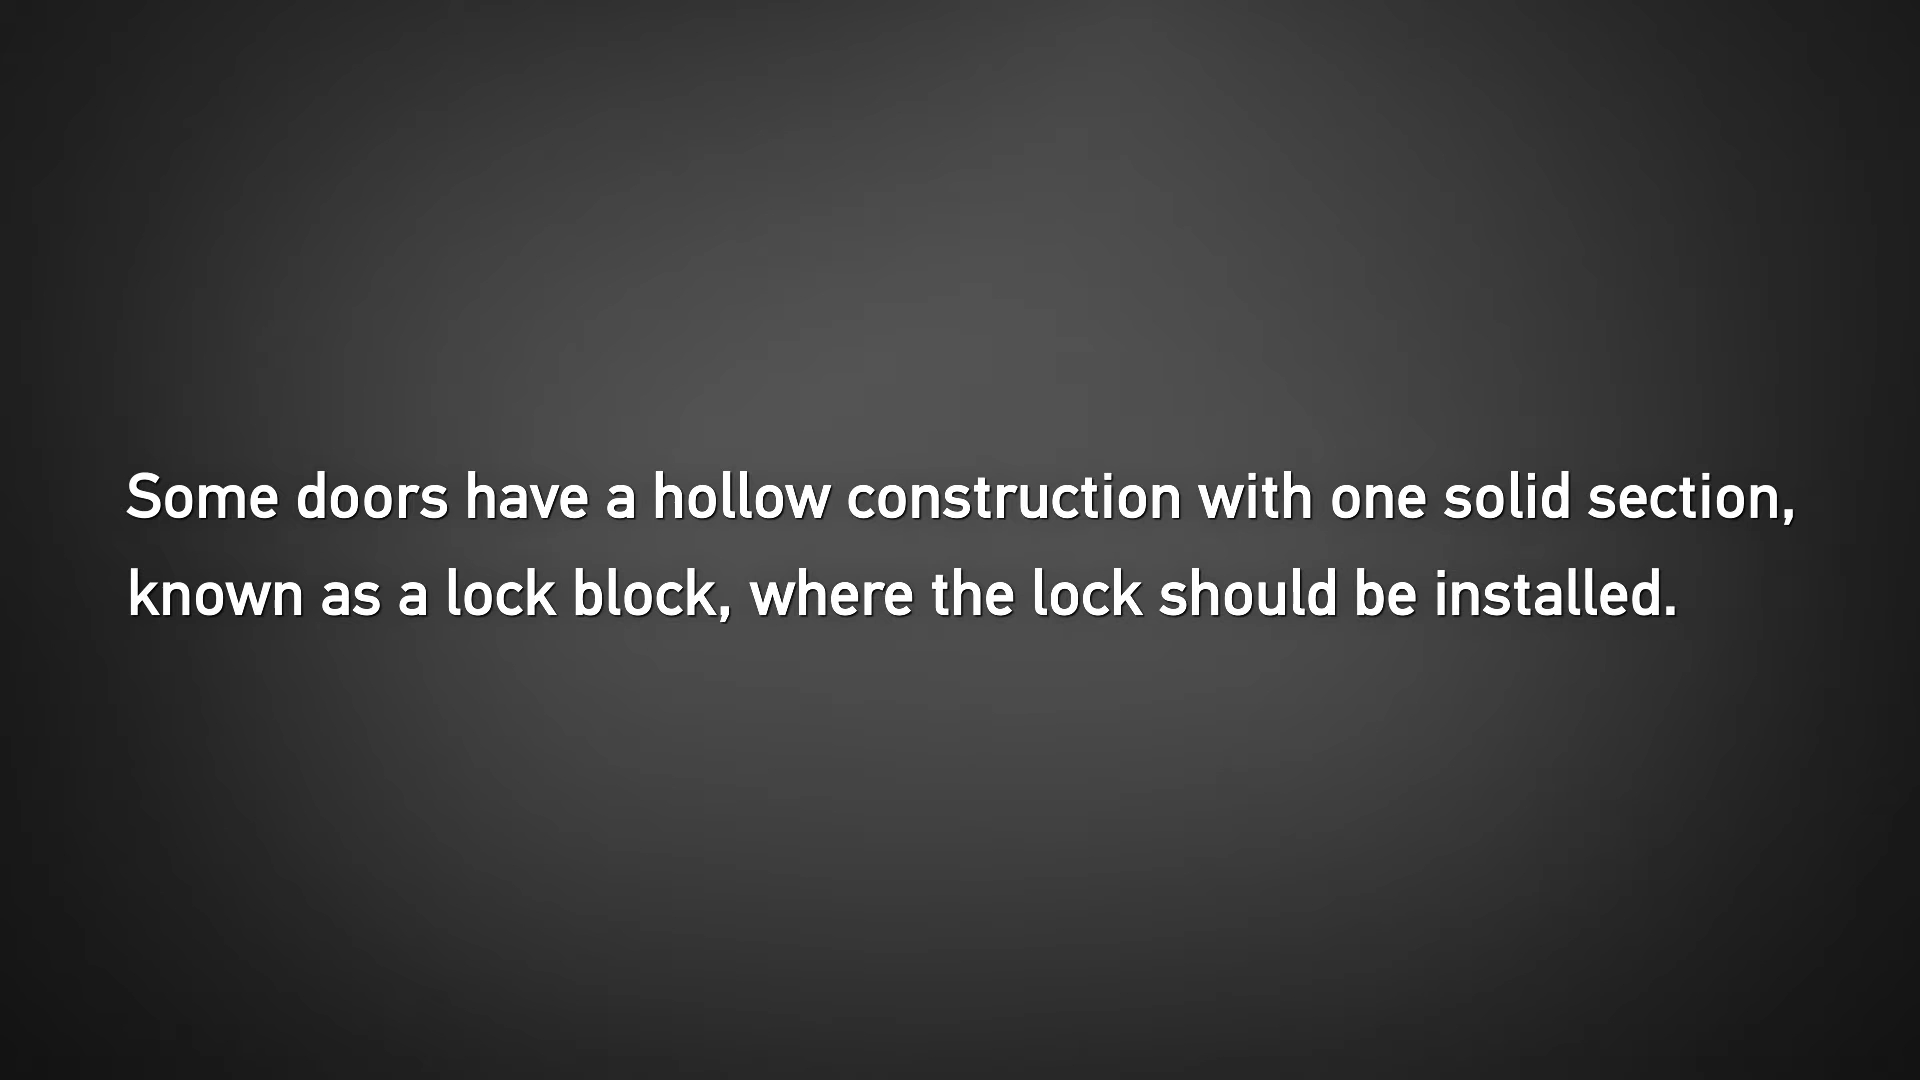 Some doors have a hollow construction with one solid section,
known as a lock block, where the lock should be installed.